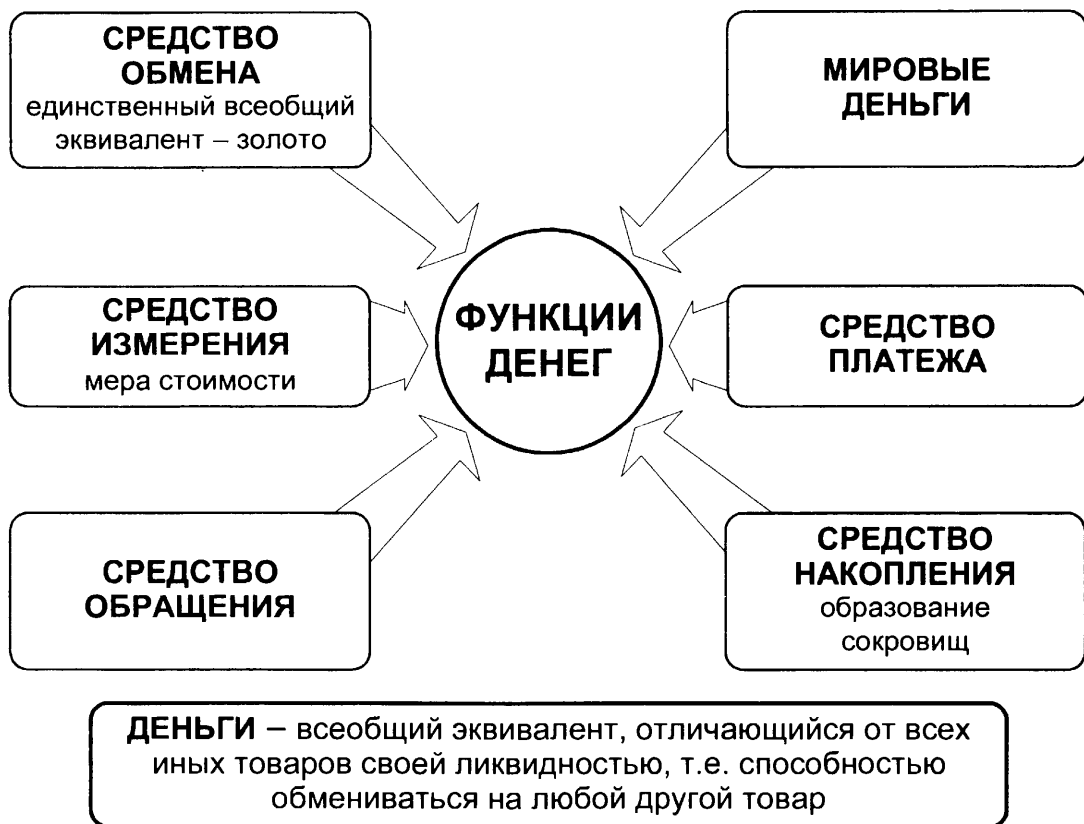 СРЕДСТВО
ОБМЕНА
единственный всеобщий
эквивалент – золото
МИРОВЫЕ
ДЕНЬГИ
СРЕДСТВО
ИЗМЕРЕНИЯ
мера стоимости
ФУНКЦИИ
ДЕНЕГ
СРЕДСТВО
ПЛАТЕЖА
СРЕДСТВО
ОБРАЩЕНИЯ
СРЕДСТВО
НАКОПЛЕНИЯ
образование
сокровищ
ДЕНЬГИ – всеобщий эквивалент, отличающийся от всех
иных товаров своей ликвидностью, т.е. способностью
обмениваться на любой другой товар